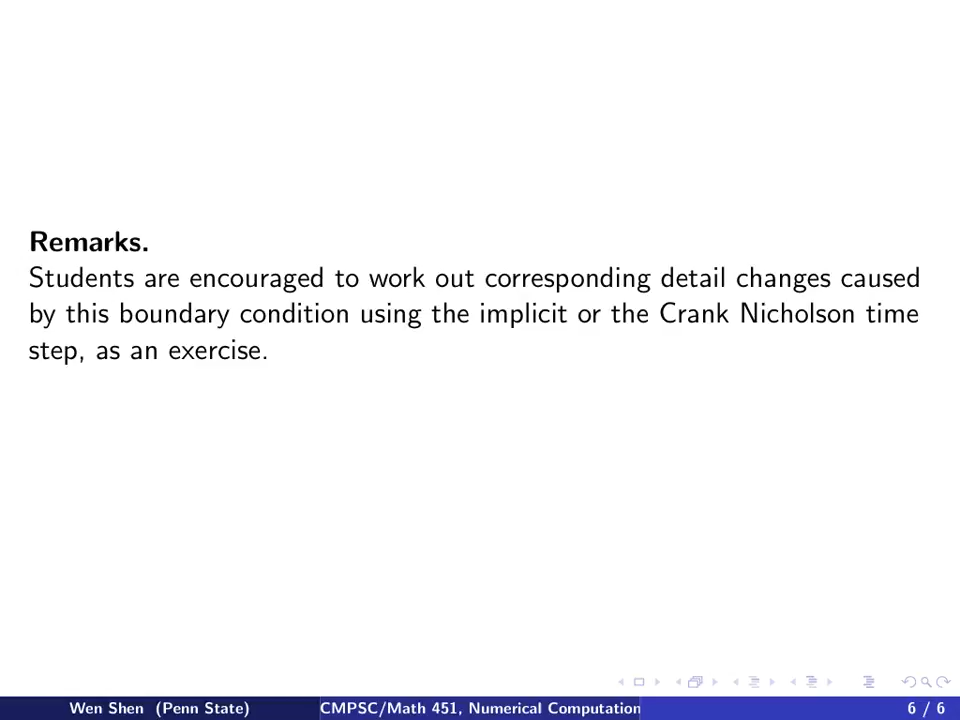 Remarks.
Students are encouraged to work out corresponding detail changes caused
by this boundary condition using the implicit or the Crank Nicholson time
step, as an exercise.
Wen Shen (Penn State)
CMPSC/Math 451, Numerical Computation
6 / 6